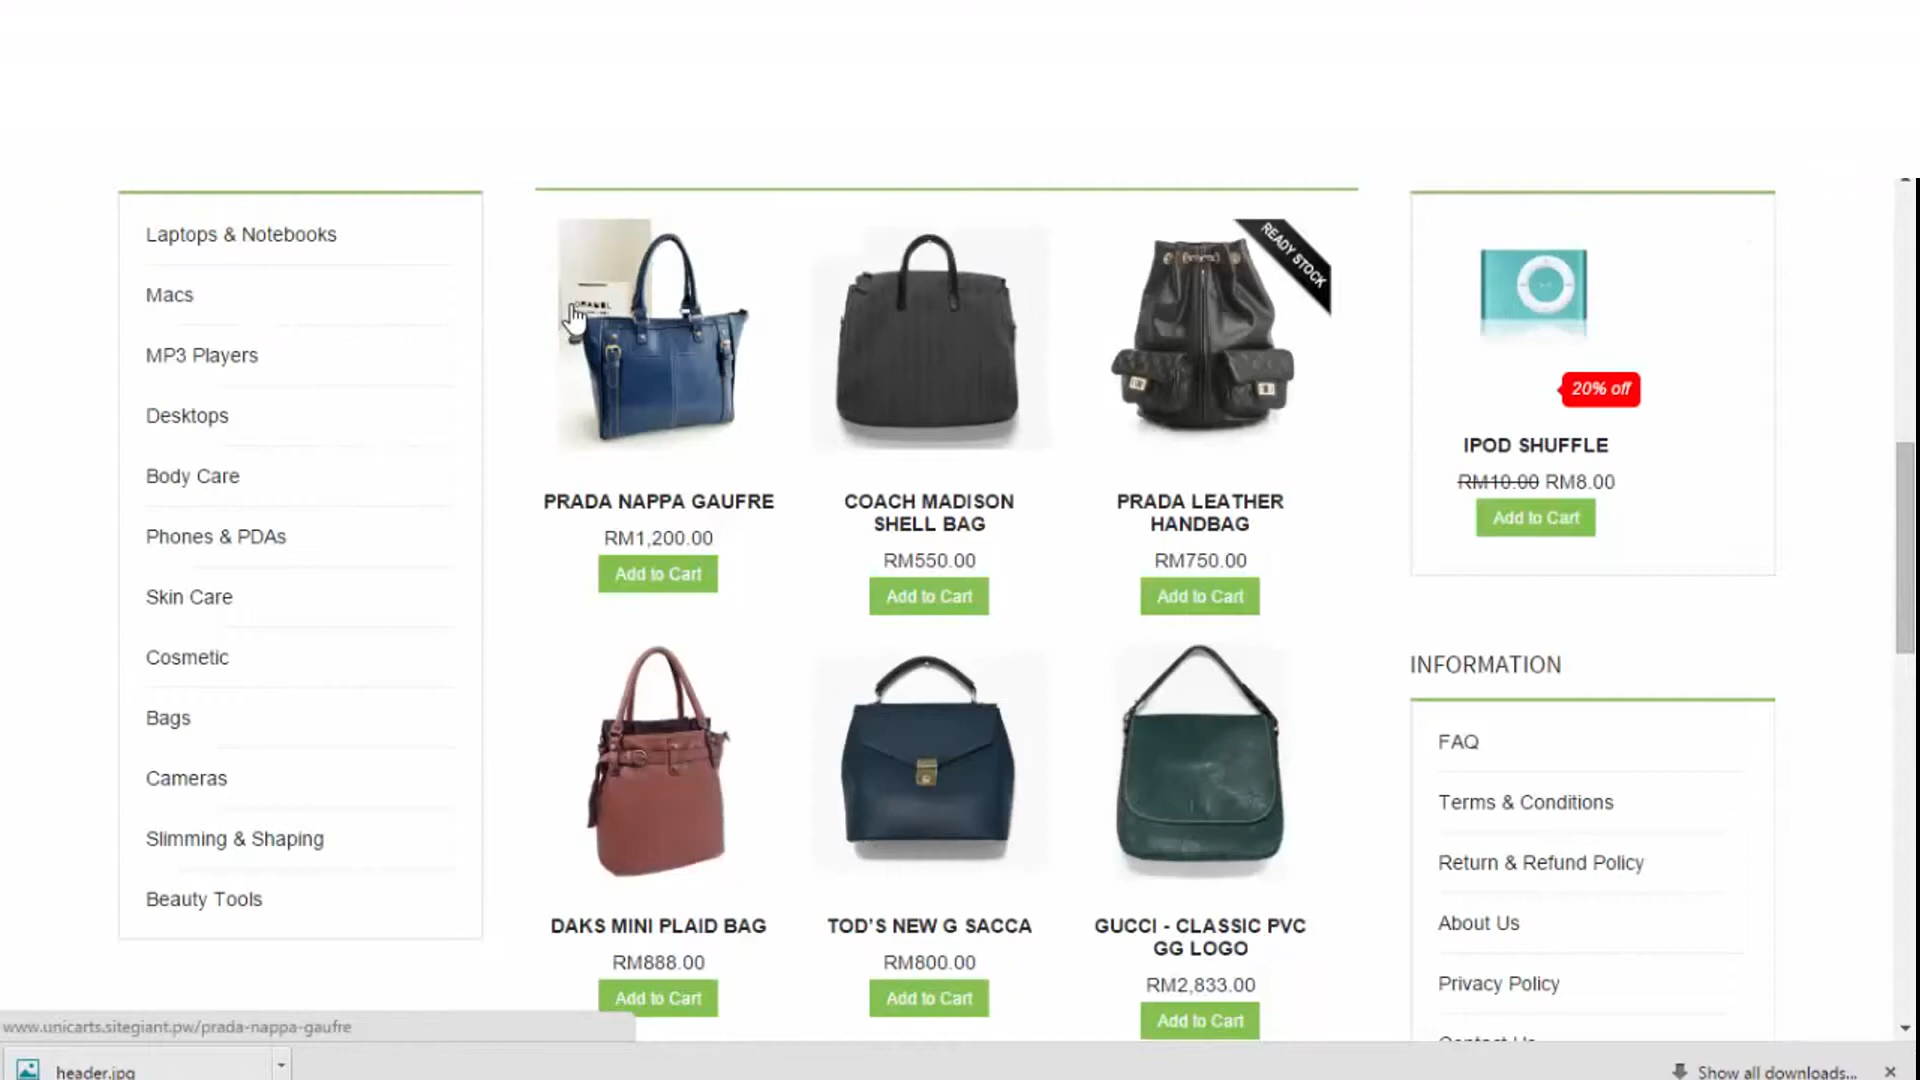 Laptops & Notebooks
Macs
MP3 Players
Desktops
Body Care
Phones & PDAs
Skin Care
Cosmetic
Bags
Cameras
Slimming & Shaping
Beauty Tools
READY STOCK
PRADA NAPPA GAUFRE
RM1,200.00
Add to Cart
COACH MADISON
SHELL BAG
RM550.00
Add to Cart
PRADA LEATHER
HANDBAG
RM750.00
Add to Cart
DAKS MINI PLAID BAG
RM888.00
Add to Cart
TOD'S NEW G SACCA
RM800.00
Add to Cart
GUCCI - CLASSIC PVC
GG LOGO
RM2,833.00
Add to Cart
20% off
IPOD SHUFFLE
RM10.00 RM8.00
Add to Cart
INFORMATION
FAQ
Terms & Conditions
Return & Refund Policy
About Us
Privacy Policy
Contact Us
www.unicarts.sitegiant.pw/prada-nappa-gaufre
header.jpg
Show all downloads...